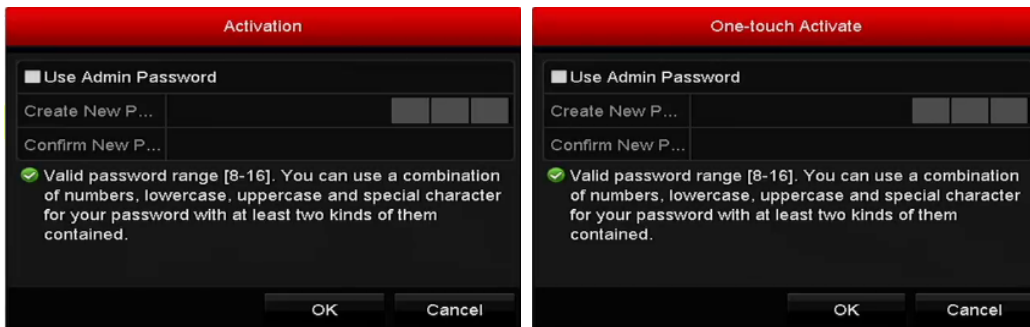 Activation
Use Admin Password
Create New P...
Confirm New P...
Valid password range [8-16]. You can use a combination
of numbers, lowercase, uppercase and special character
for your password with at least two kinds of them
contained.
OK
Cancel
One-touch Activate
Use Admin Password
Create New P...
Confirm New P...
Valid password range [8-16]. You can use a combination
of numbers, lowercase, uppercase and special character
for your password with at least two kinds of them
contained.
OK
Cancel